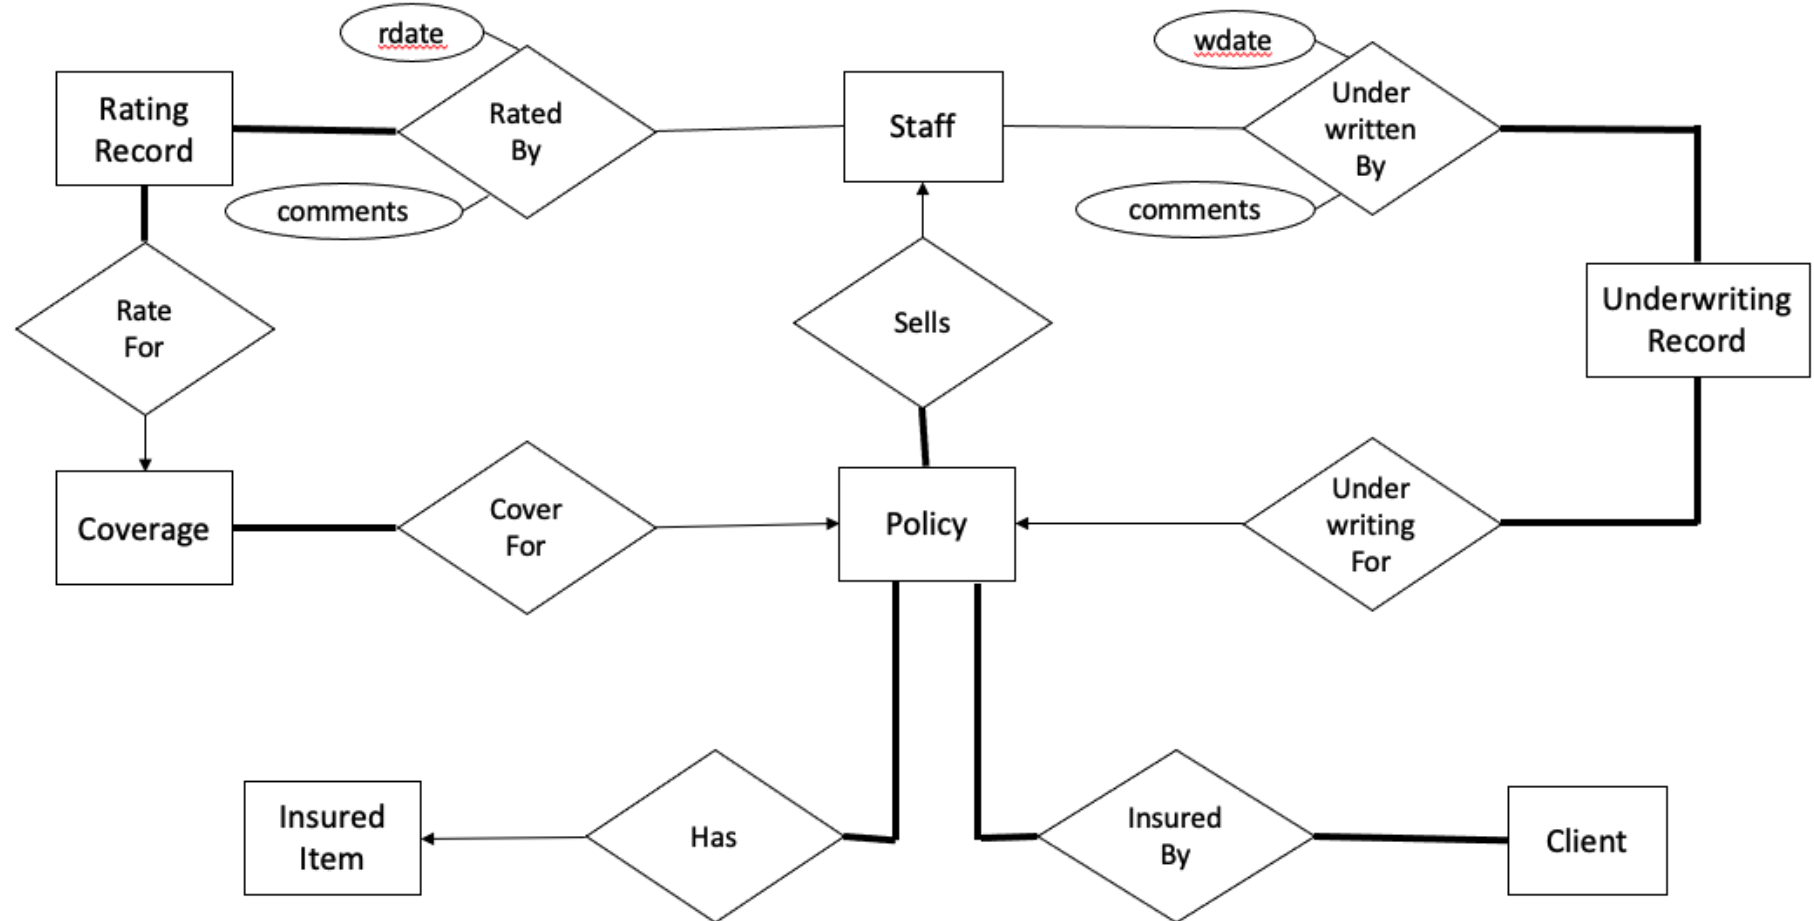 rdate
wdate
Rating
Record
Rated
By
Staff
Under
written
By
comments
comments
Rate
For
Sells
Underwriting
Record
Coverage
Cover
For
Policy
Under
writing
For
Insured
Item
Has
Insured
By
Client